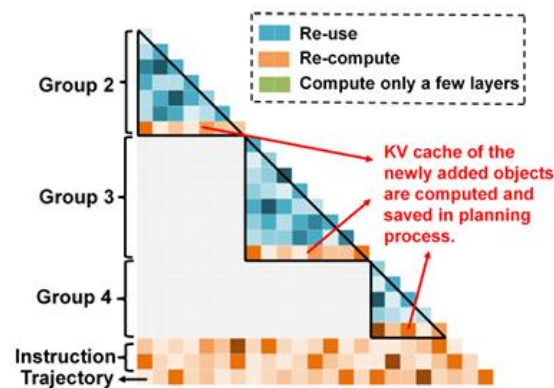 Re-use
Re-compute
Compute only a few layers
Group 2
Group 3
Group 4
KV cache of the
newly added objects
are computed and
saved in planning
process.
Instruction
Trajectory